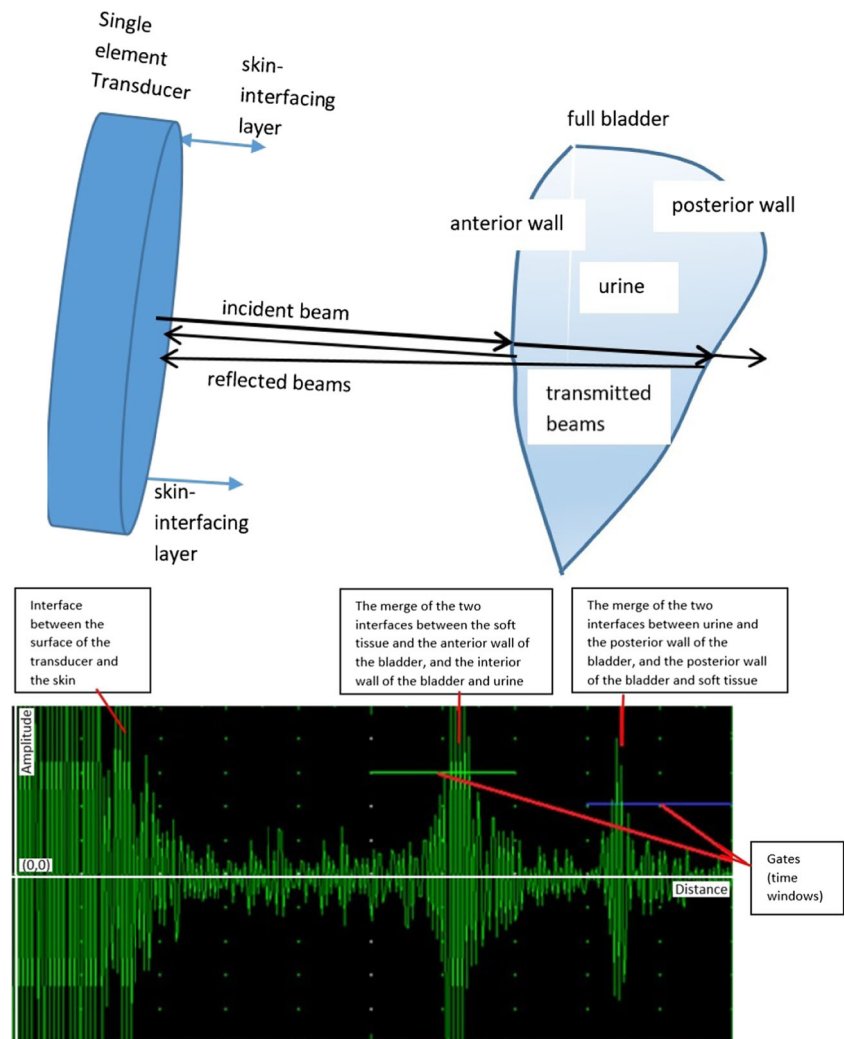 Single
element
Transducer
skin-
interfacing
layer
full bladder
anterior wall
posterior wall
urine
incident beam
reflected beams
transmitted
beams
skin-
interfacing
layer
Interface
between the
surface of the
transducer and
the skin
The merge of the two
interfaces between the soft
tissue and the anterior wall of
the bladder, and the interior
wall of the bladder and urine
The merge of the two
interfaces between urine and
the posterior wall of the
bladder, and the posterior wall
of the bladder and soft tissue
Amplitude
(0,0)
Distance
Gates
(time
windows)